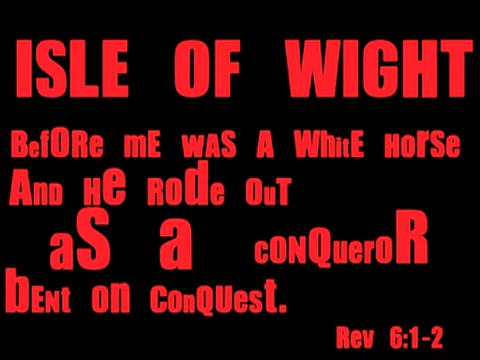 ISLE OF WIGHT
BefORe mE wAS A WhitE HorSe
AnD He RODe OuT
aS a cONQueroR
bENt on ConQUest.
Rev 6:1-2